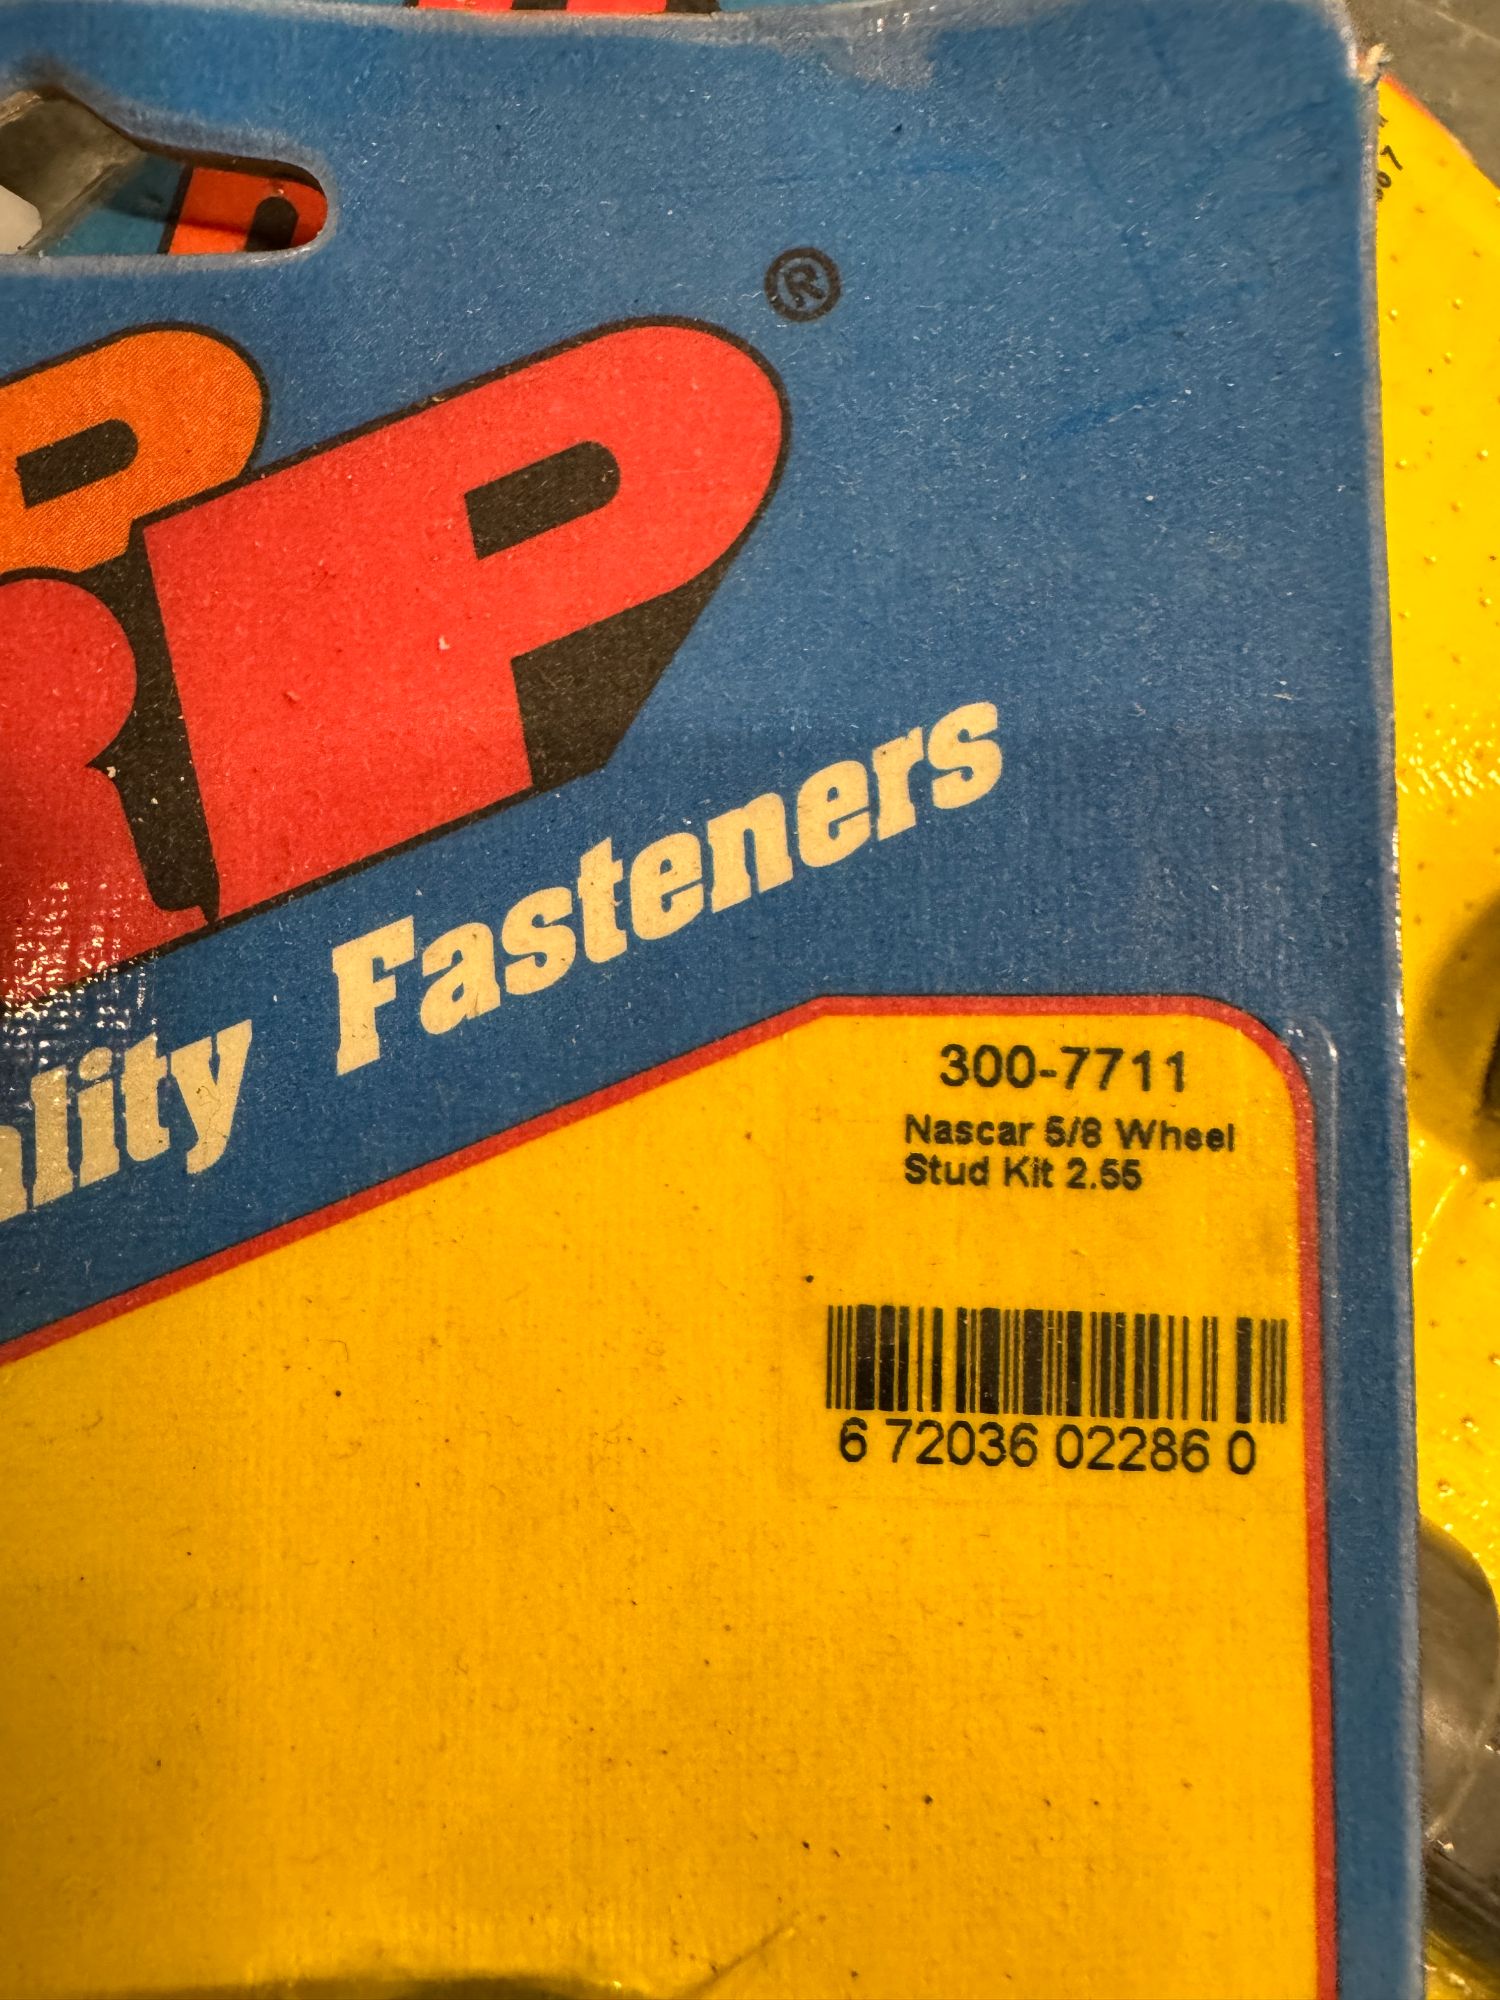 ®
RP
ality Fasteners
300-7711
Nascar 5/8 Wheel
Stud Kit 2.55
6 72036 02286 0